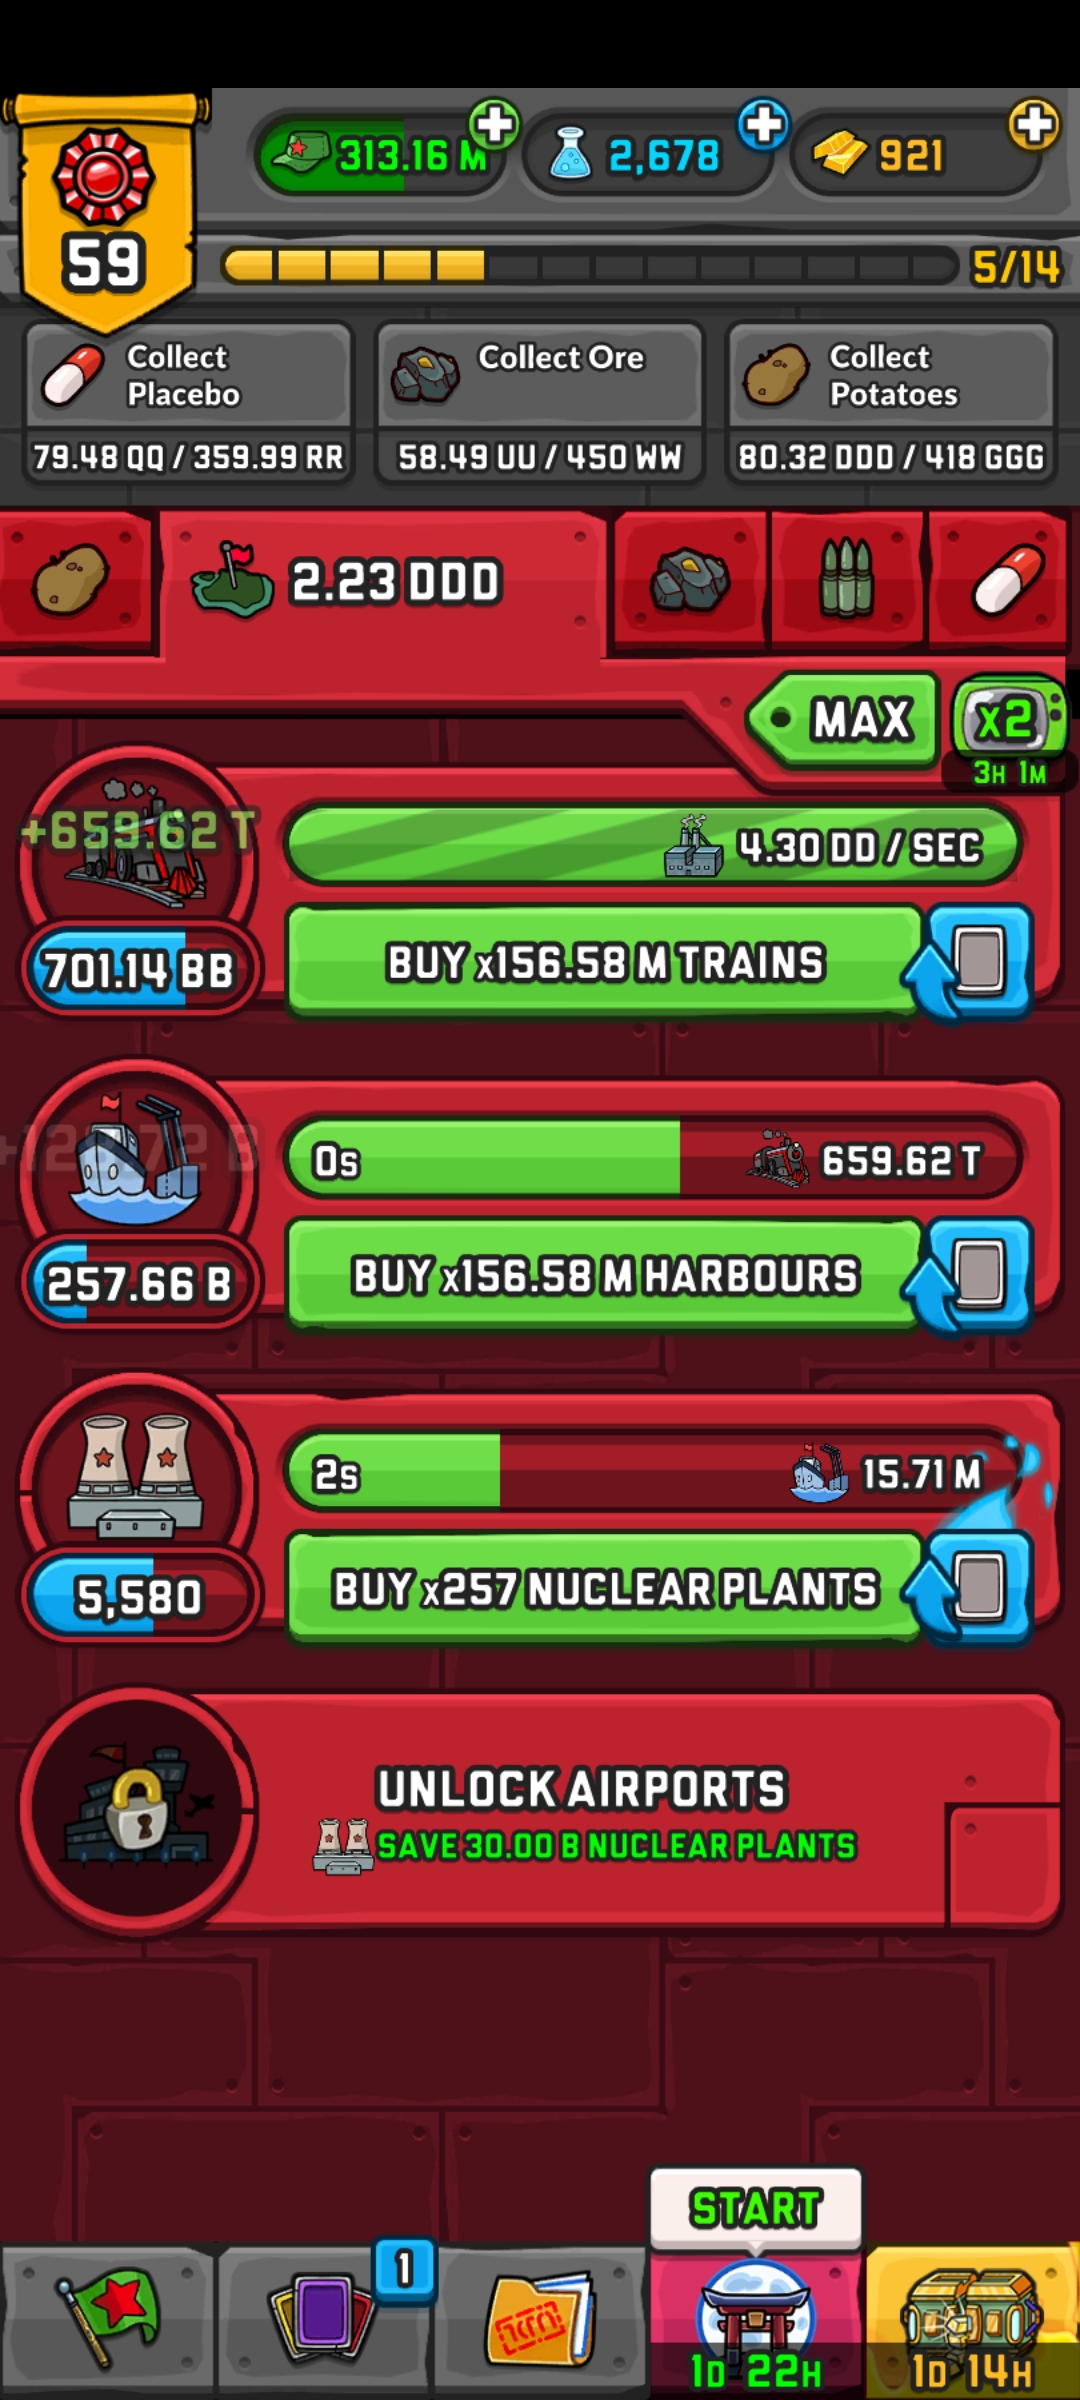 313.16 M
2,678
921
59
5/14
Collect
Placebo
79.48 QQ / 359.99 RR
Collect Ore
58.49 UU / 450 WW
Collect
Potatoes
80.32 DDD / 418 GGG
2.23 DDD
MAX
x2
3H 1M
+659.62 T
4.30 DD / SEC
701.14 BB
BUY x156.58 M TRAINS
0s
659.62 T
257.66 B
BUY x156.58 M HARBOURS
2s
15.71 M
5,580
BUY x257 NUCLEAR PLANTS
UNLOCK AIRPORTS
SAVE 30.00 B NUCLEAR PLANTS
START
1
1D 22H
1D 14H